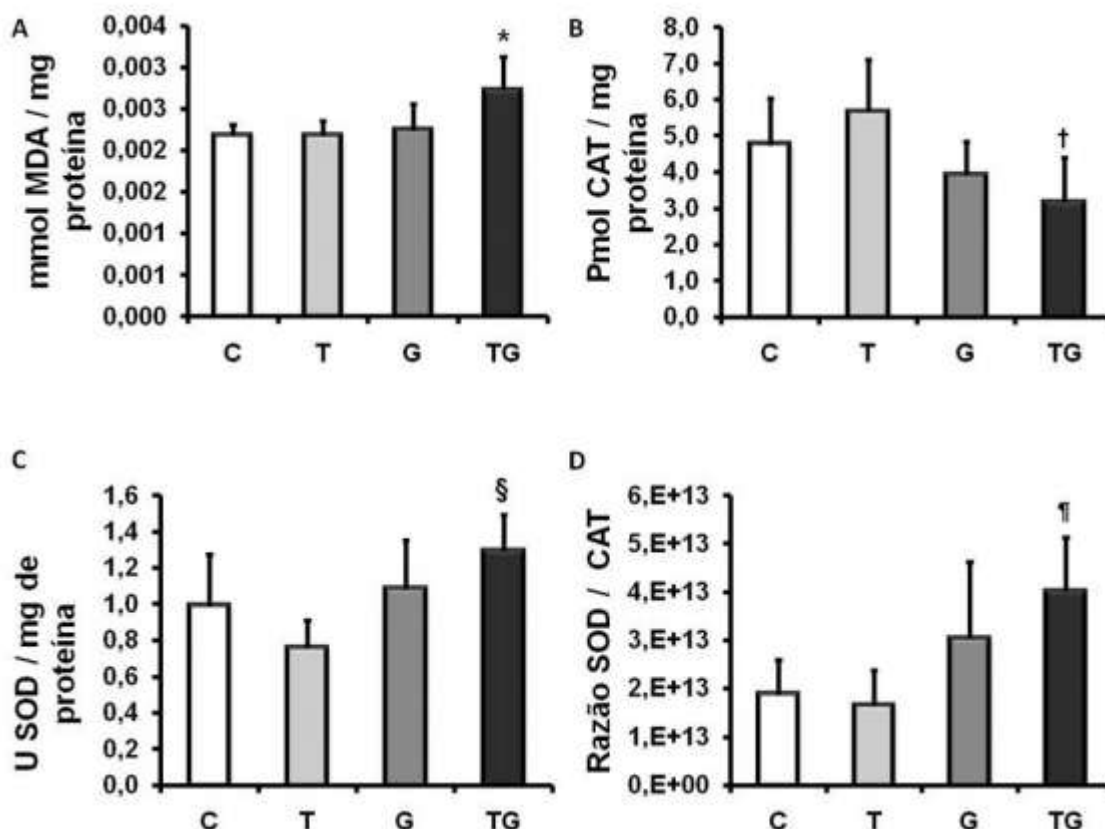 A
mmol MDA / mg
proteína
0,004
0,003
0,003
0,002
0,002
0,001
0,001
0,000
*
C T G TG
B
Pmol CAT / mg
proteína
8,0
7,0
6,0
5,0
4,0
3,0
2,0
1,0
0,0
†
C T G TG
C
U SOD / mg de
proteína
1,6
1,4
1,2
1,0
0,8
0,6
0,4
0,2
0,0
§
C T G TG
D
Razão SOD / CAT
6,E+13
5,E+13
4,E+13
3,E+13
2,E+13
1,E+13
0,E+00
¶
C T G TG